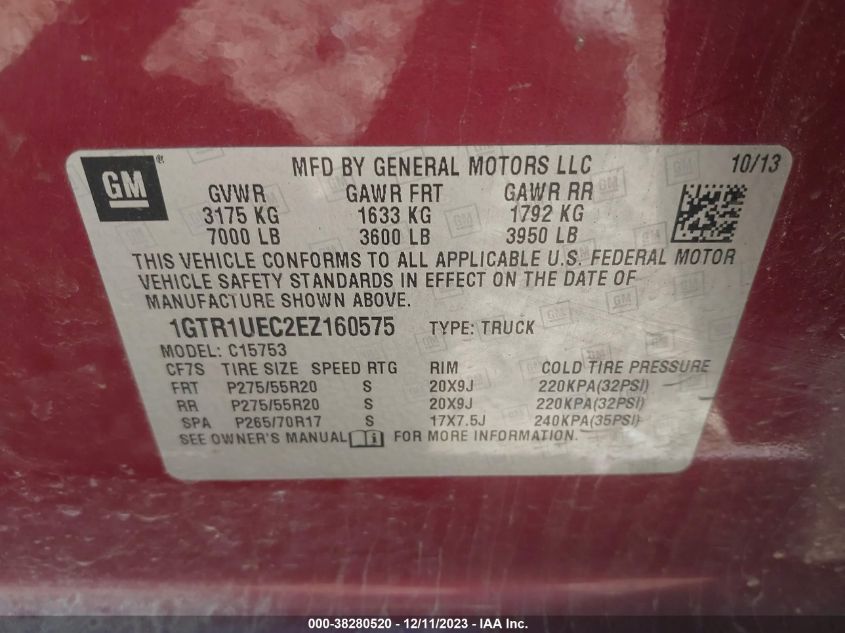 GM ® MFD BY GENERAL MOTORS LLC 10/13
GVWR GAWR FRT GAWR RR
3175 KG 1633 KG 1792 KG
7000 LB 3600 LB 3950 LB
THIS VEHICLE CONFORMS TO ALL APPLICABLE U.S. FEDERAL MOTOR
VEHICLE SAFETY STANDARDS IN EFFECT ON THE DATE OF
MANUFACTURE SHOWN ABOVE.
1GTR1UEC2EZ160575 TYPE: TRUCK
MODEL: C15753
CF7S TIRE SIZE SPEED RTG RIM COLD TIRE PRESSURE
FRT P275/55R20 S 20X9J 220KPA(32PSI)
RR P275/55R20 S 20X9J 220KPA(32PSI)
SPA P265/70R17 S 17X7.5J 240KPA(35PSI)
SEE OWNER'S MANUAL FOR MORE INFORMATION.
000-38280520 - 12/11/2023 - IAA Inc.